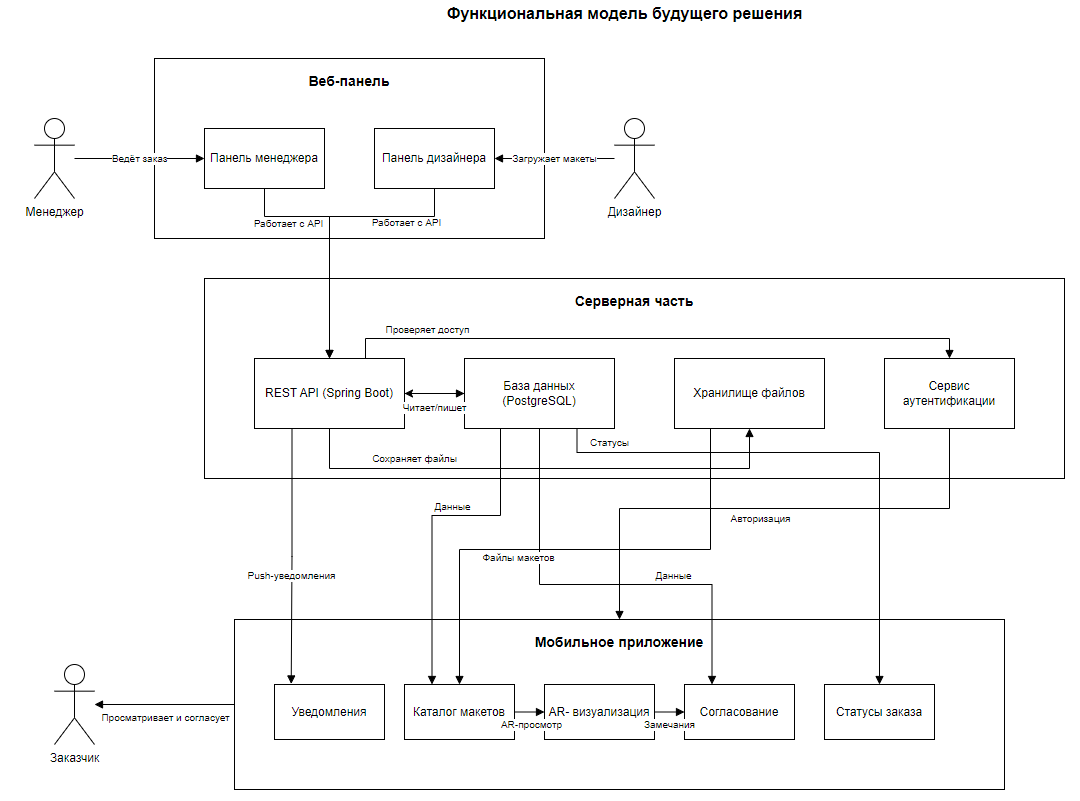 Функциональная модель будущего решения
Веб-панель
Панель менеджера
Панель дизайнера
Ведёт заказ
Загружает макеты
Менеджер
Дизайнер
Работает с API
Работает с API
Серверная часть
Проверяет доступ
REST API (Spring Boot)
База данных
(PostgreSQL)
Хранилище файлов
Сервис
аутентификации
Читает/пишет
Статусы
Сохраняет файлы
Данные
Авторизация
Файлы макетов
Push-уведомления
Данные
Мобильное приложение
Уведомления
Каталог макетов
AR- визуализация
Согласование
Статусы заказа
Просматривает и согласует
AR-просмотр
Замечания
Заказчик